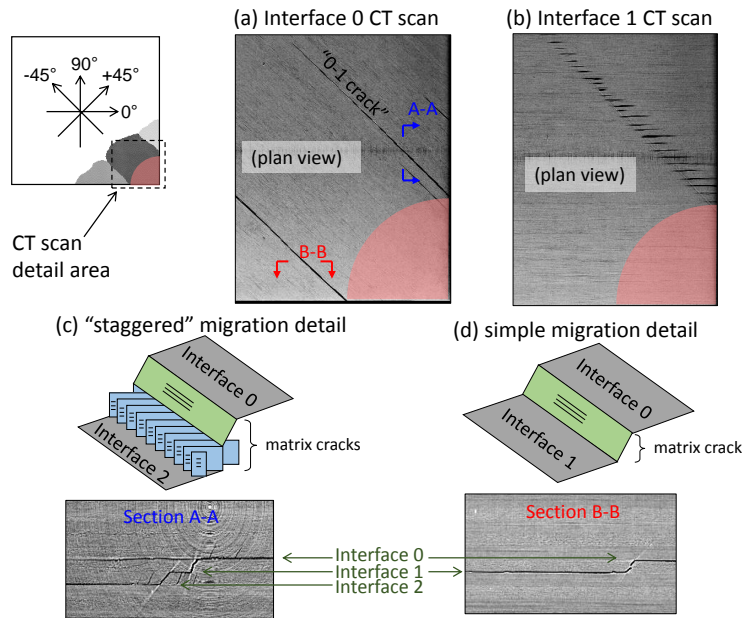 (a) Interface 0 CT scan
(b) Interface 1 CT scan
-45°
90°
+45°
0°
CT scan
detail area
“0-1 crack”
A-A
(plan view)
B-B
(plan view)
(c) “staggered” migration detail
(d) simple migration detail
Interface 0
Interface 2
matrix cracks
Interface 0
Interface 1
matrix crack
Section A-A
Section B-B
Interface 0
Interface 1
Interface 2